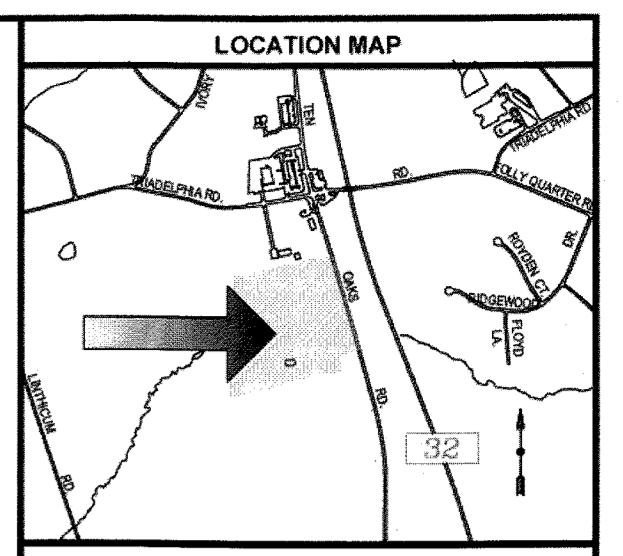 LOCATION MAP
IVORY
TEN
TRIADELPHIA RD.
TRIADELPHIA RD.
RD.
FOLLY QUARTER RD.
DR.
ROYDEN CT.
OAKS
RIDGEWOOD
FLOYD
LA.
LINTHICUM
RD.
RD.
32